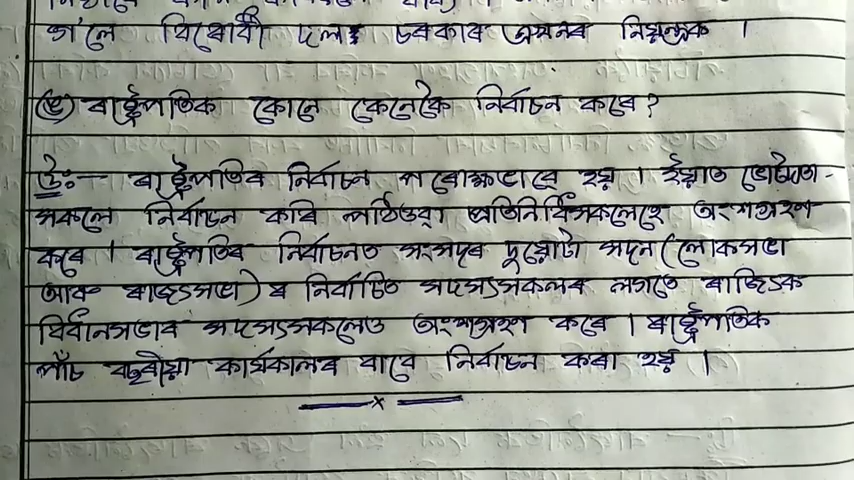 তা'লে বিৰোধী দলৰ চৰকাৰ এখনৰ নিয়ন্ত্ৰক ।
(ঙ) ৰাষ্ট্ৰপতিক কোনে কেনেকৈ নিৰ্বাচন কৰে?
উঃ— ৰাষ্ট্ৰপতিৰ নিৰ্বাচন পৰোক্ষভাৱে হয় । ইয়াত ভোটদাতা-
সকলে নিৰ্বাচন কৰি পঠিওৱা প্ৰতিনিধিসকলেহে অংশগ্ৰহণ
কৰে । ৰাষ্ট্ৰপতিৰ নিৰ্বাচনত সংসদৰ দুয়োটা সদন (লোকসভা
আৰু ৰাজ্যসভা) ৰ নিৰ্বাচিত সদস্যসকলৰ লগতে ৰাজ্যিক
বিধানসভাৰ সদস্যসকলেও অংশগ্ৰহণ কৰে । ৰাষ্ট্ৰপতিক
পাঁচ বছৰীয়া কাৰ্যকালৰ বাবে নিৰ্বাচন কৰা হয় ।
—x—